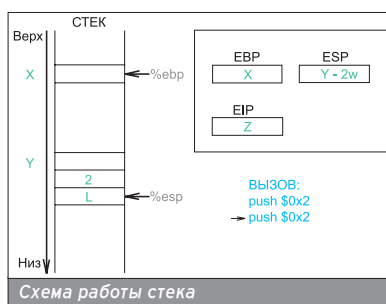 СТЕК
Верх
X
%ebp
Y
2
L
%esp
Низ
EBP
ESP
X
Y - 2w
EIP
Z
ВЫЗОВ:
push $0x2
push $0x2
Схема работы стека